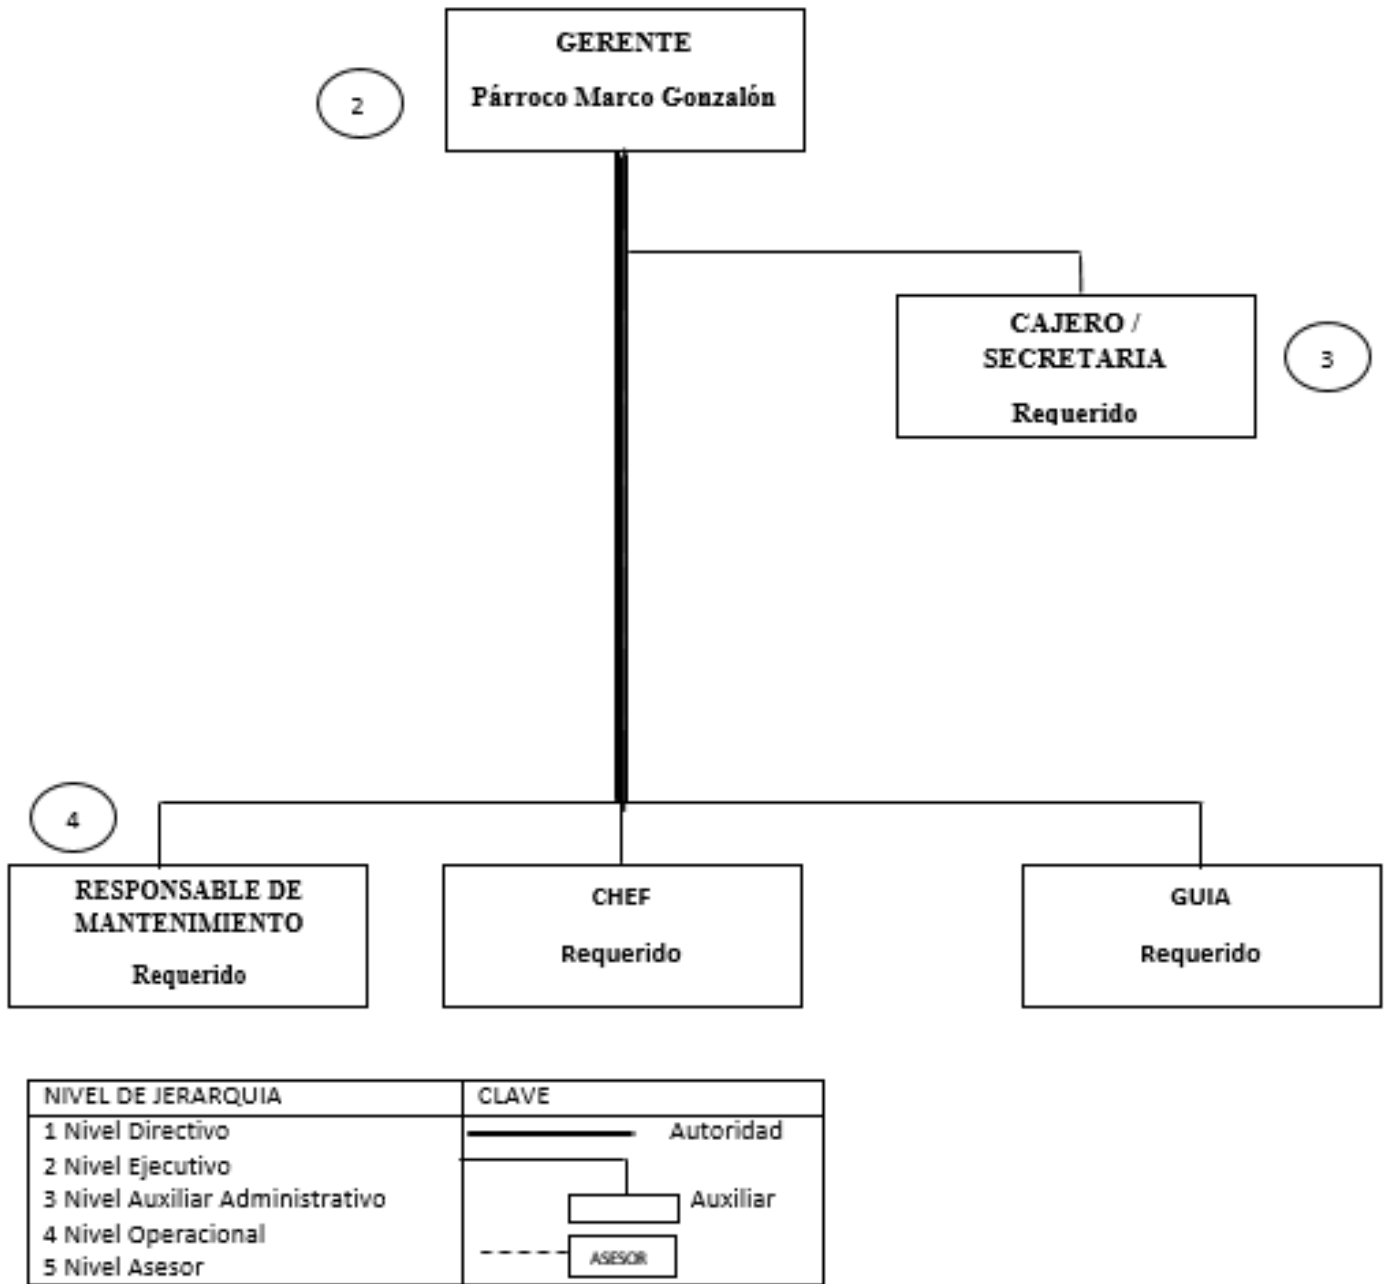 GERENTE
Párroco Marco Gonzalón
2
CAJERO /
SECRETARIA
Requerido
3
4
RESPONSABLE DE
MANTENIMIENTO
Requerido
CHEF
Requerido
GUIA
Requerido
NIVEL DE JERARQUIA
1 Nivel Directivo
2 Nivel Ejecutivo
3 Nivel Auxiliar Administrativo
4 Nivel Operacional
5 Nivel Asesor
CLAVE
Autoridad
Auxiliar
ASESOR